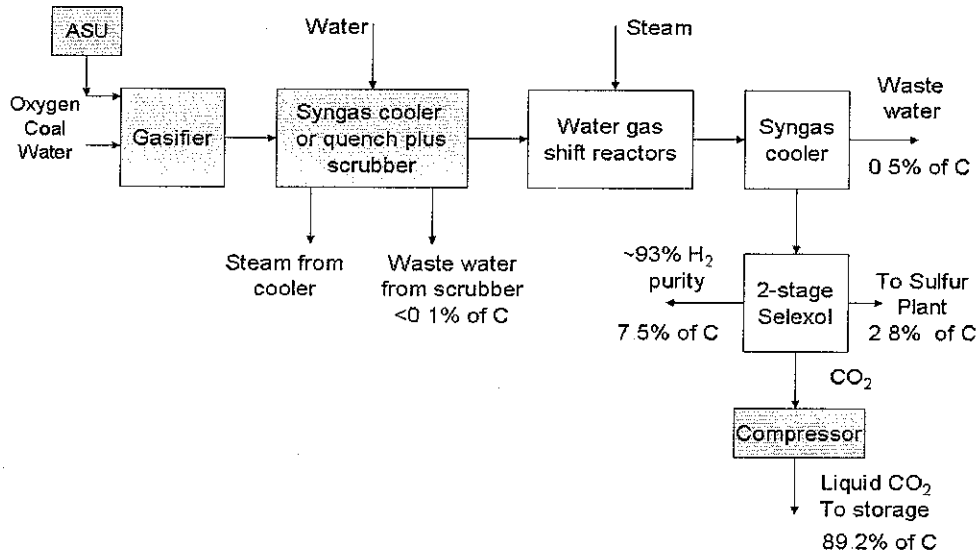 ASU
Water
Steam
Oxygen
Coal
Water
Gasifier
Syngas cooler
or quench plus
scrubber
Water gas
shift reactors
Syngas
cooler
Waste
water
0 5% of C
Steam from
cooler
Waste water
from scrubber
<0 1% of C
~93% H₂
purity
7.5% of C
2-stage
Selexol
To Sulfur
Plant
2 8% of C
CO₂
Compressor
Liquid CO₂
To storage
89.2% of C